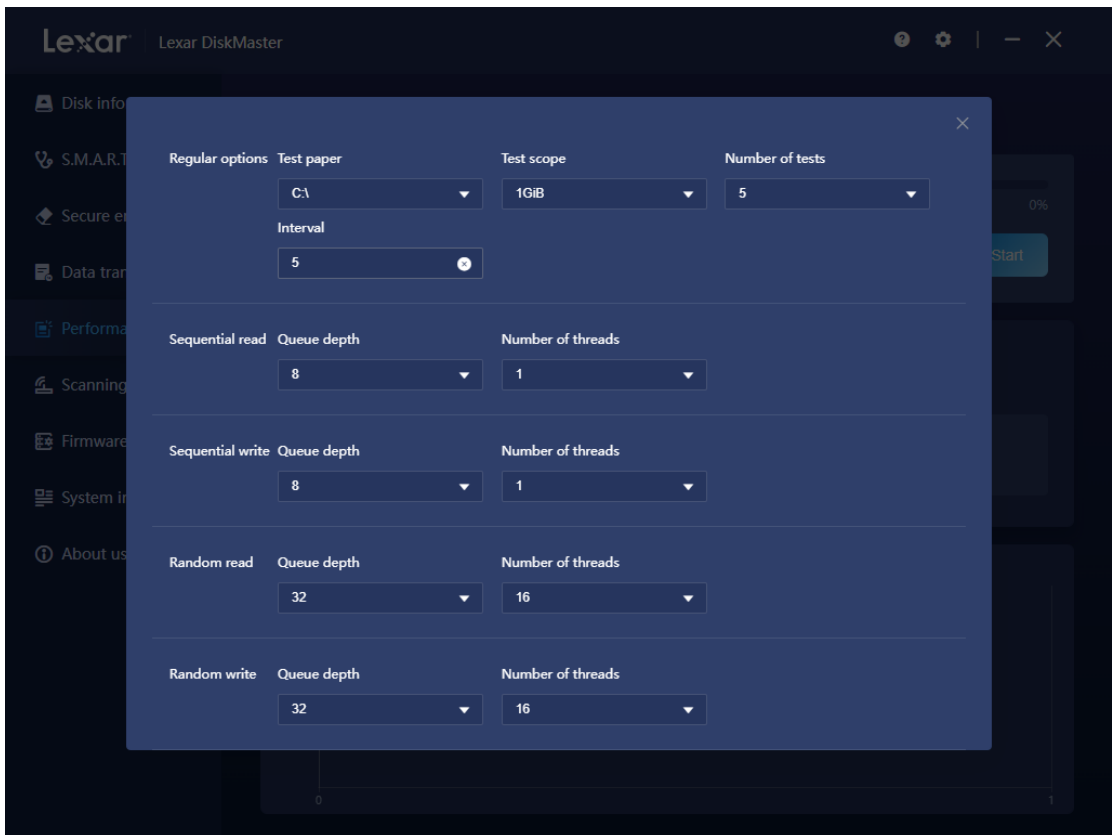 Lexar Lexar DiskMaster
Disk info
S.M.A.R.T
Secure er
Data tran
Performa
Scanning
Firmware
System in
About us
Regular options Test paper Test scope Number of tests
C:\ 1GiB 5
Interval
5
0%
Start
Sequential read Queue depth Number of threads
8 1
Sequential write Queue depth Number of threads
8 1
Random read Queue depth Number of threads
32 16
Random write Queue depth Number of threads
32 16
0 1